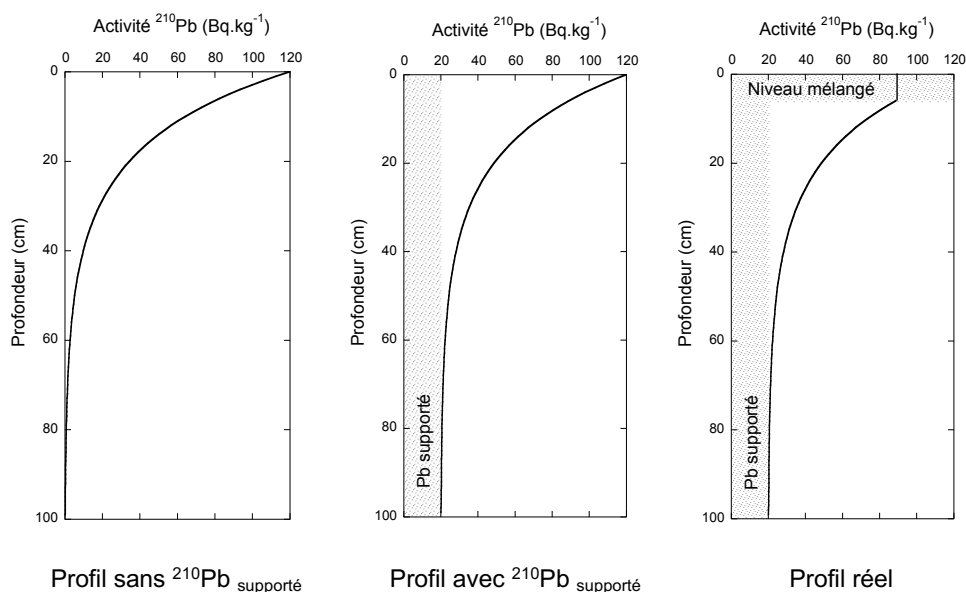 Activité ²¹⁰Pb (Bq.kg⁻¹)
0 20 40 60 80 100 120
0
20
40
60
80
100
Profondeur (cm)
Profil sans ²¹⁰Pb supporté
Activité ²¹⁰Pb (Bq.kg⁻¹)
0 20 40 60 80 100 120
0
20
40
60
80
100
Profondeur (cm)
Pb supporté
Profil avec ²¹⁰Pb supporté
Activité ²¹⁰Pb (Bq.kg⁻¹)
0 20 40 60 80 100 120
0
20
40
60
80
100
Profondeur (cm)
Niveau mélangé
Pb supporté
Profil réel